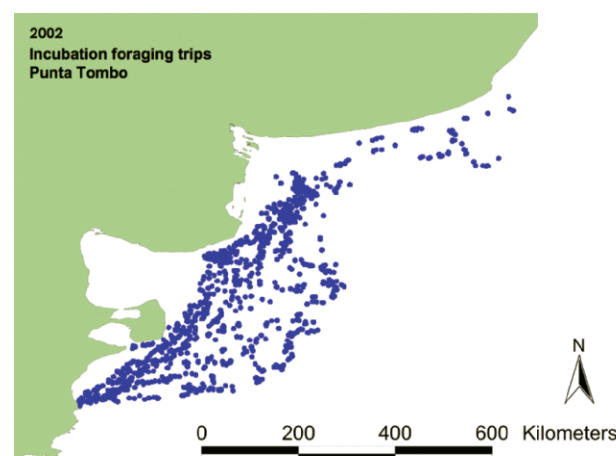 2002
Incubation foraging trips
Punta Tombo
N
0 200 400 600 Kilometers